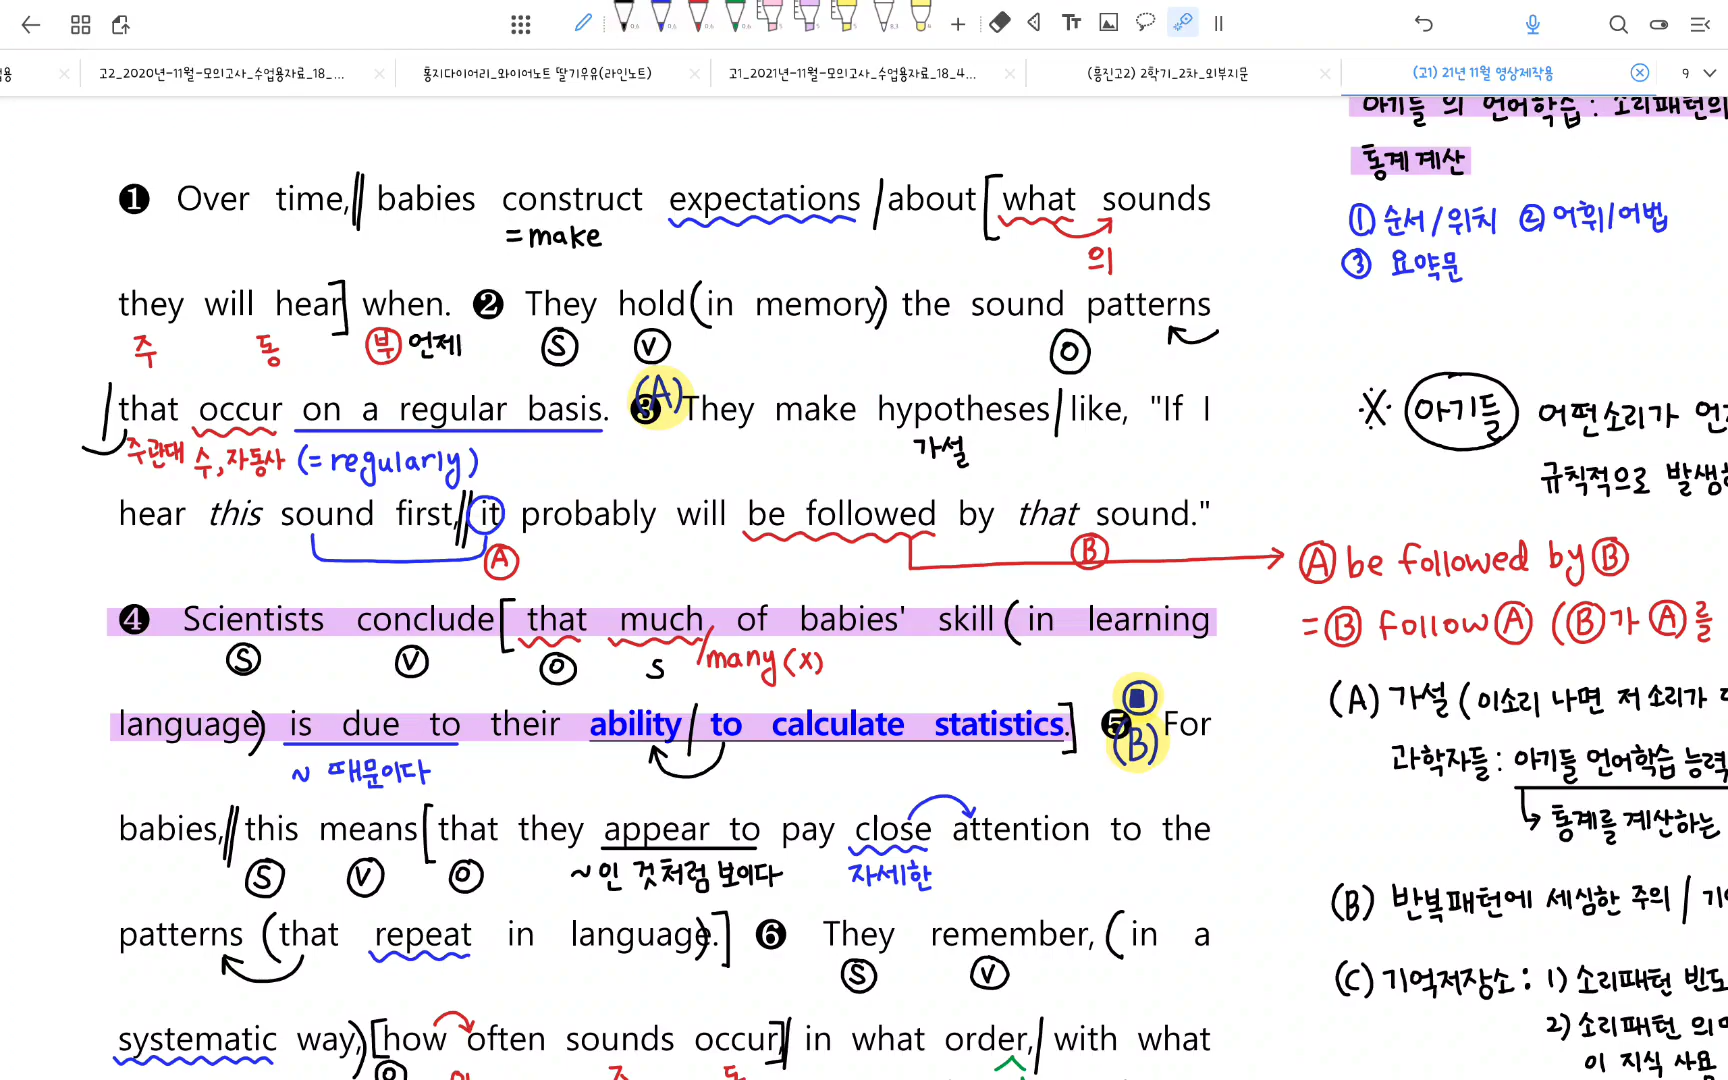 고2_2020년-11월-모의고사_수업용자료_18_...
홍지다이어리_와이어노트 딸기우유(라인노트)
고1_2021년-11월-모의고사_수업용자료_18_4...
(흥진고2) 2학기_2차_외부지문
(고1) 21년 11월 영상제작용
9
아기들 의 언어학습 : 소리패턴의
통계 계산
① 순서/위치 ② 어휘/어법
③ 요약문
❶ Over time, babies construct expectations about what sounds
= make
의
they will hear when. ❷ They hold in memory the sound patterns
주 동 부 언제 S V O
that occur on a regular basis. ❸ (A) They make hypotheses like, "If I
주관대 수, 자동사 (= regularly) 가설
※ 아기들 어떤소리가 언
규칙적으로 발생
hear this sound first, it probably will be followed by that sound."
A B
A be followed by B
= B follow A (B가 A를
❹ Scientists conclude that much of babies' skill in learning
S V O S many (x)
language is due to their ability to calculate statistics. ❺ (B) For
~ 때문이다
(A) 가설 ( 이소리 나면 저 소리가
과학자들 : 아기들 언어학습 능력
통계를 계산하는
babies, this means that they appear to pay close attention to the
S V O ~인 것처럼 보이다 자세한
(B) 반복패턴에 세심한 주의 /
patterns that repeat in language. ❻ They remember, in a
S V
(C) 기억저장소 : 1) 소리패턴 빈도
2) 소리패턴 의
이 지식 사용
systematic way, how often sounds occur, in what order, with what